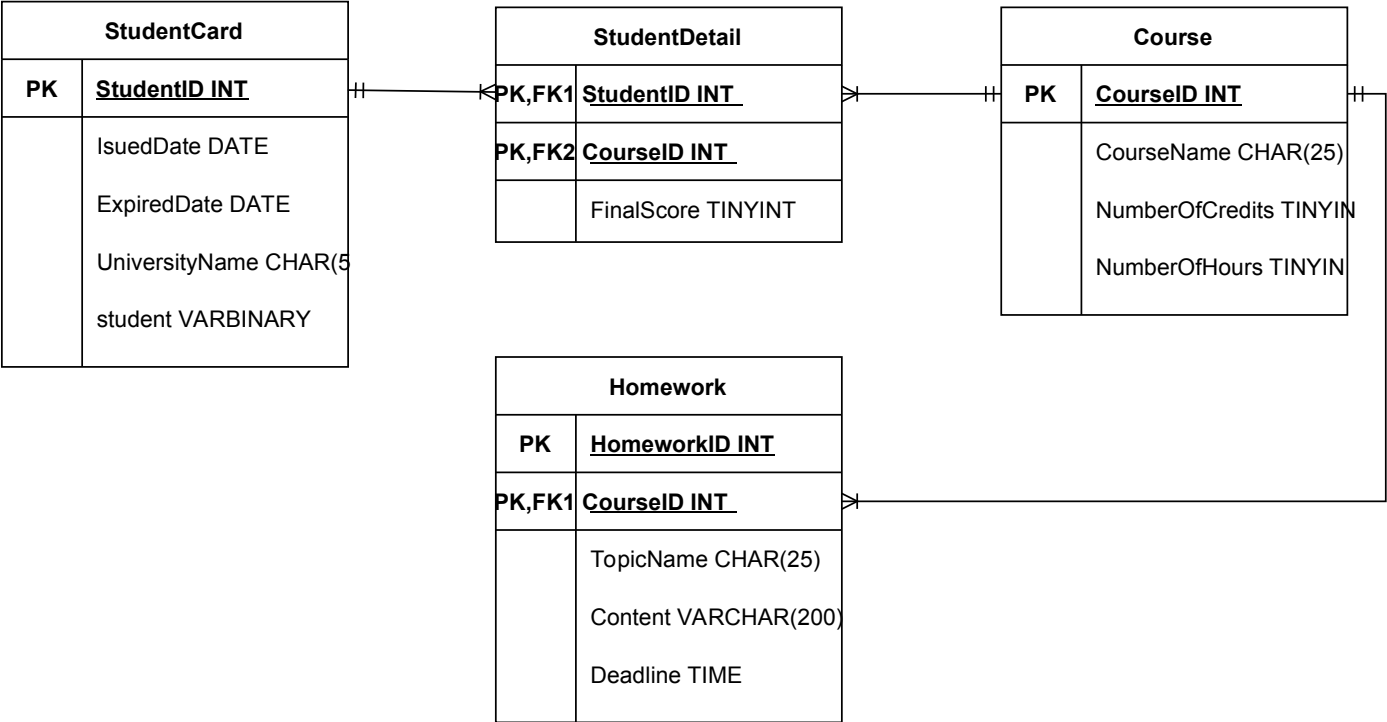 StudentCard
PK StudentID INT
IsuedDate DATE
ExpiredDate DATE
UniversityName CHAR(5
student VARBINARY
StudentDetail
PK,FK1 StudentID INT
PK,FK2 CourseID INT
FinalScore TINYINT
Course
PK CourseID INT
CourseName CHAR(25)
NumberOfCredits TINYIN
NumberOfHours TINYIN
Homework
PK HomeworkID INT
PK,FK1 CourseID INT
TopicName CHAR(25)
Content VARCHAR(200)
Deadline TIME